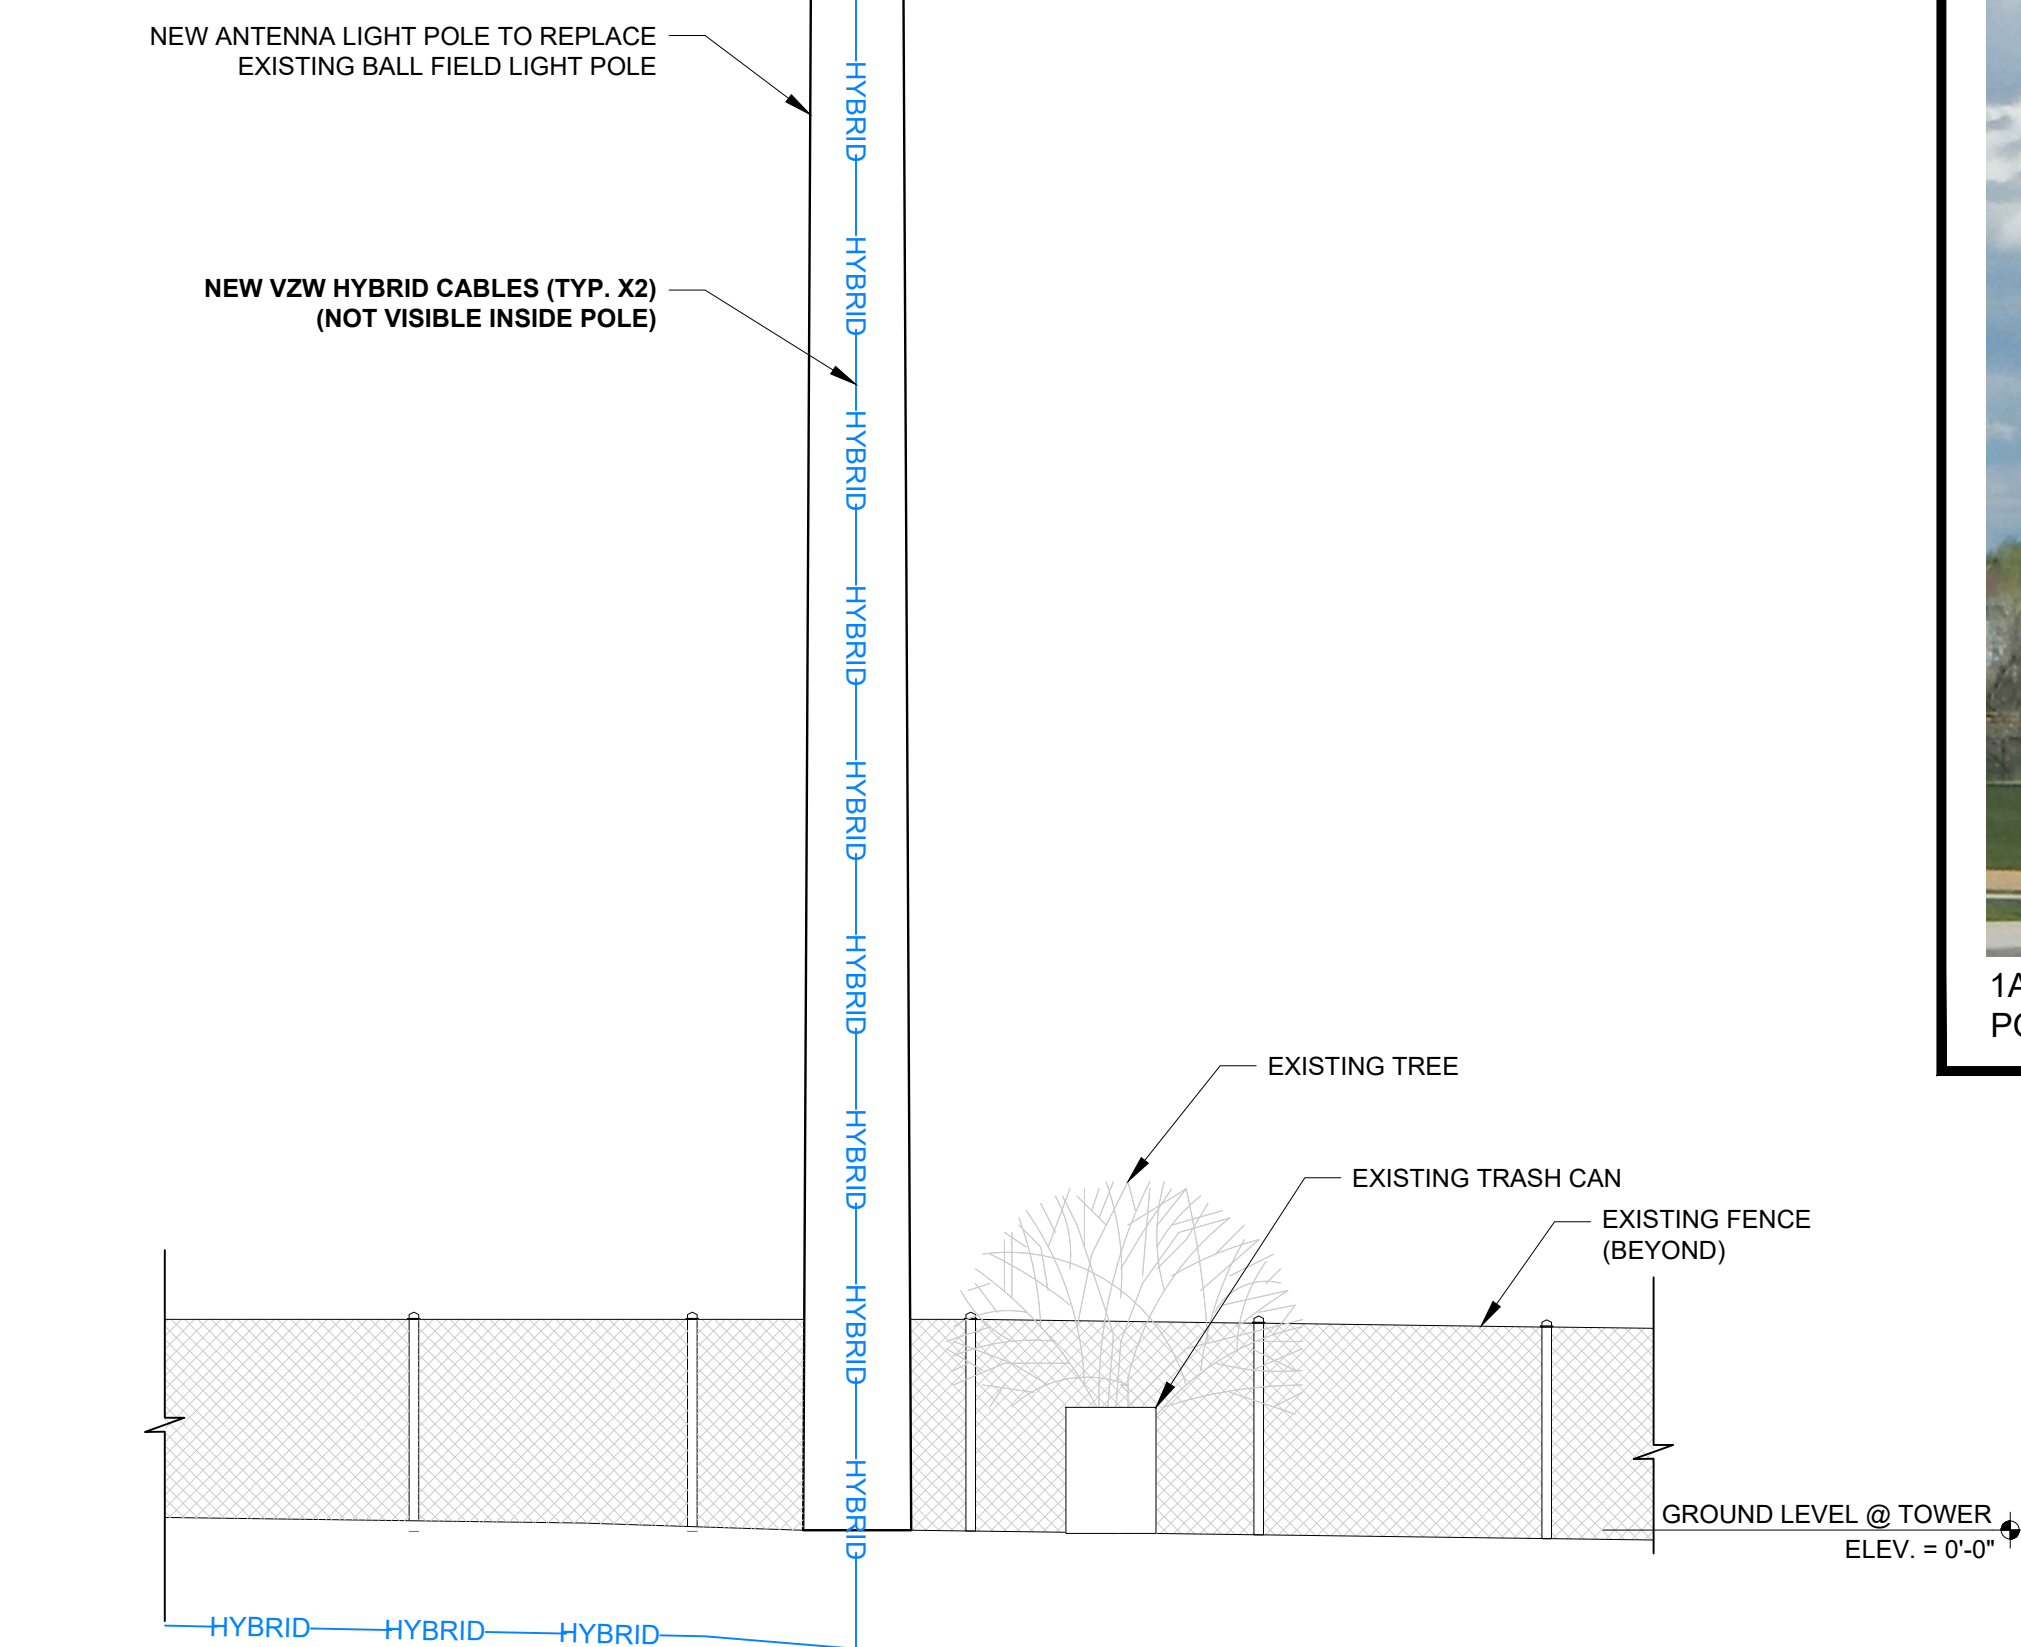 NEW ANTENNA LIGHT POLE TO REPLACE
EXISTING BALL FIELD LIGHT POLE
HYBRID
HYBRID
NEW VZW HYBRID CABLES (TYP. X2)
(NOT VISIBLE INSIDE POLE)
HYBRID
HYBRID
HYBRID
HYBRID
1A
EXISTING TREE
HYBRID
EXISTING TRASH CAN
EXISTING FENCE
(BEYOND)
HYBRID
HYBRID
GROUND LEVEL @ TOWER
ELEV. = 0'-0"
HYBRID HYBRID HYBRID